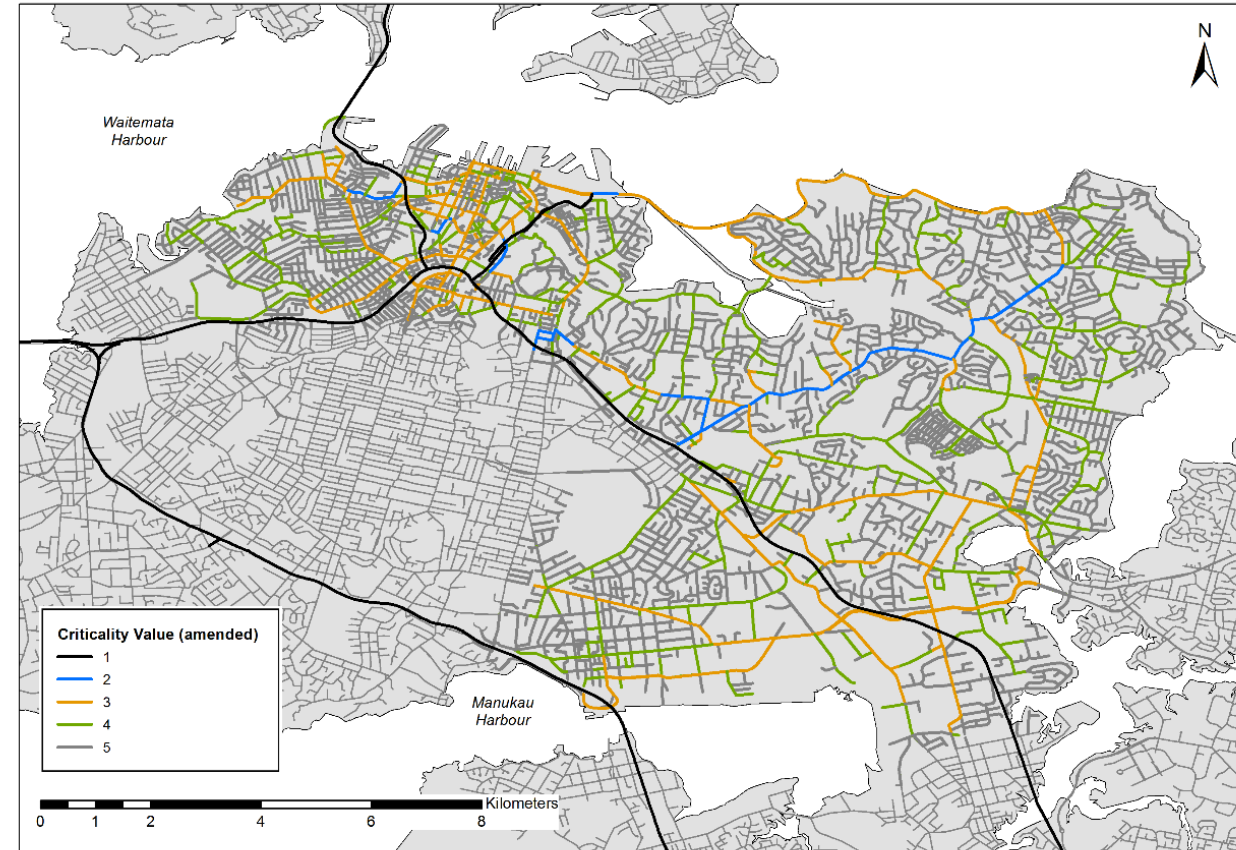 N
Waitemata
Harbour
Criticality Value (amended)
1
2
3
4
5
Manukau
Harbour
Kilometers
0 1 2 4 6 8